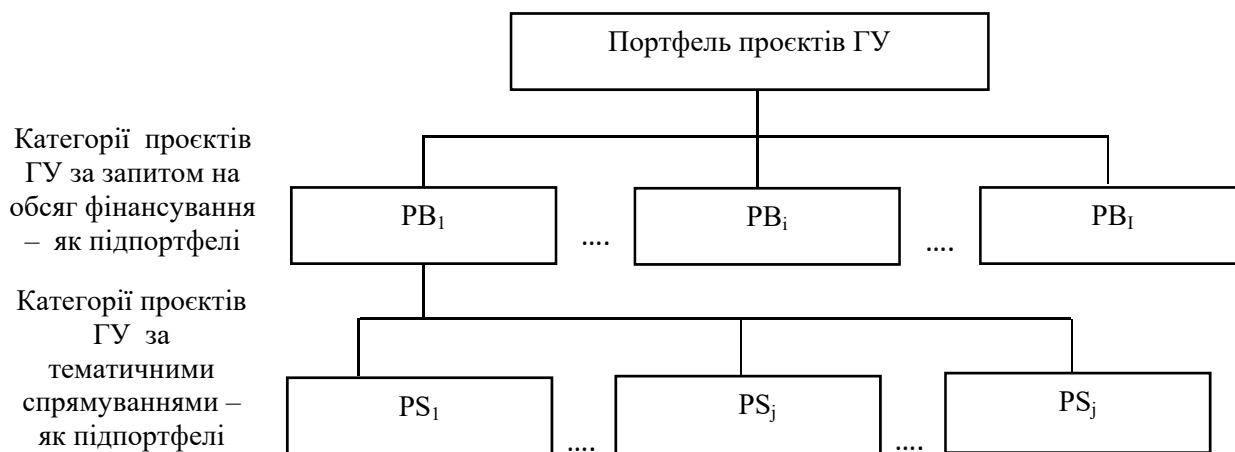 Портфель проєктів ГУ
Категорії проєктів
ГУ за запитом на
обсяг фінансування
– як підпортфелі
PB₁
....
PBᵢ
....
PB_I
Категорії проєктів
ГУ за
тематичними
спрямуваннями –
як підпортфелі
PS₁
....
PSⱼ
....
PSⱼ